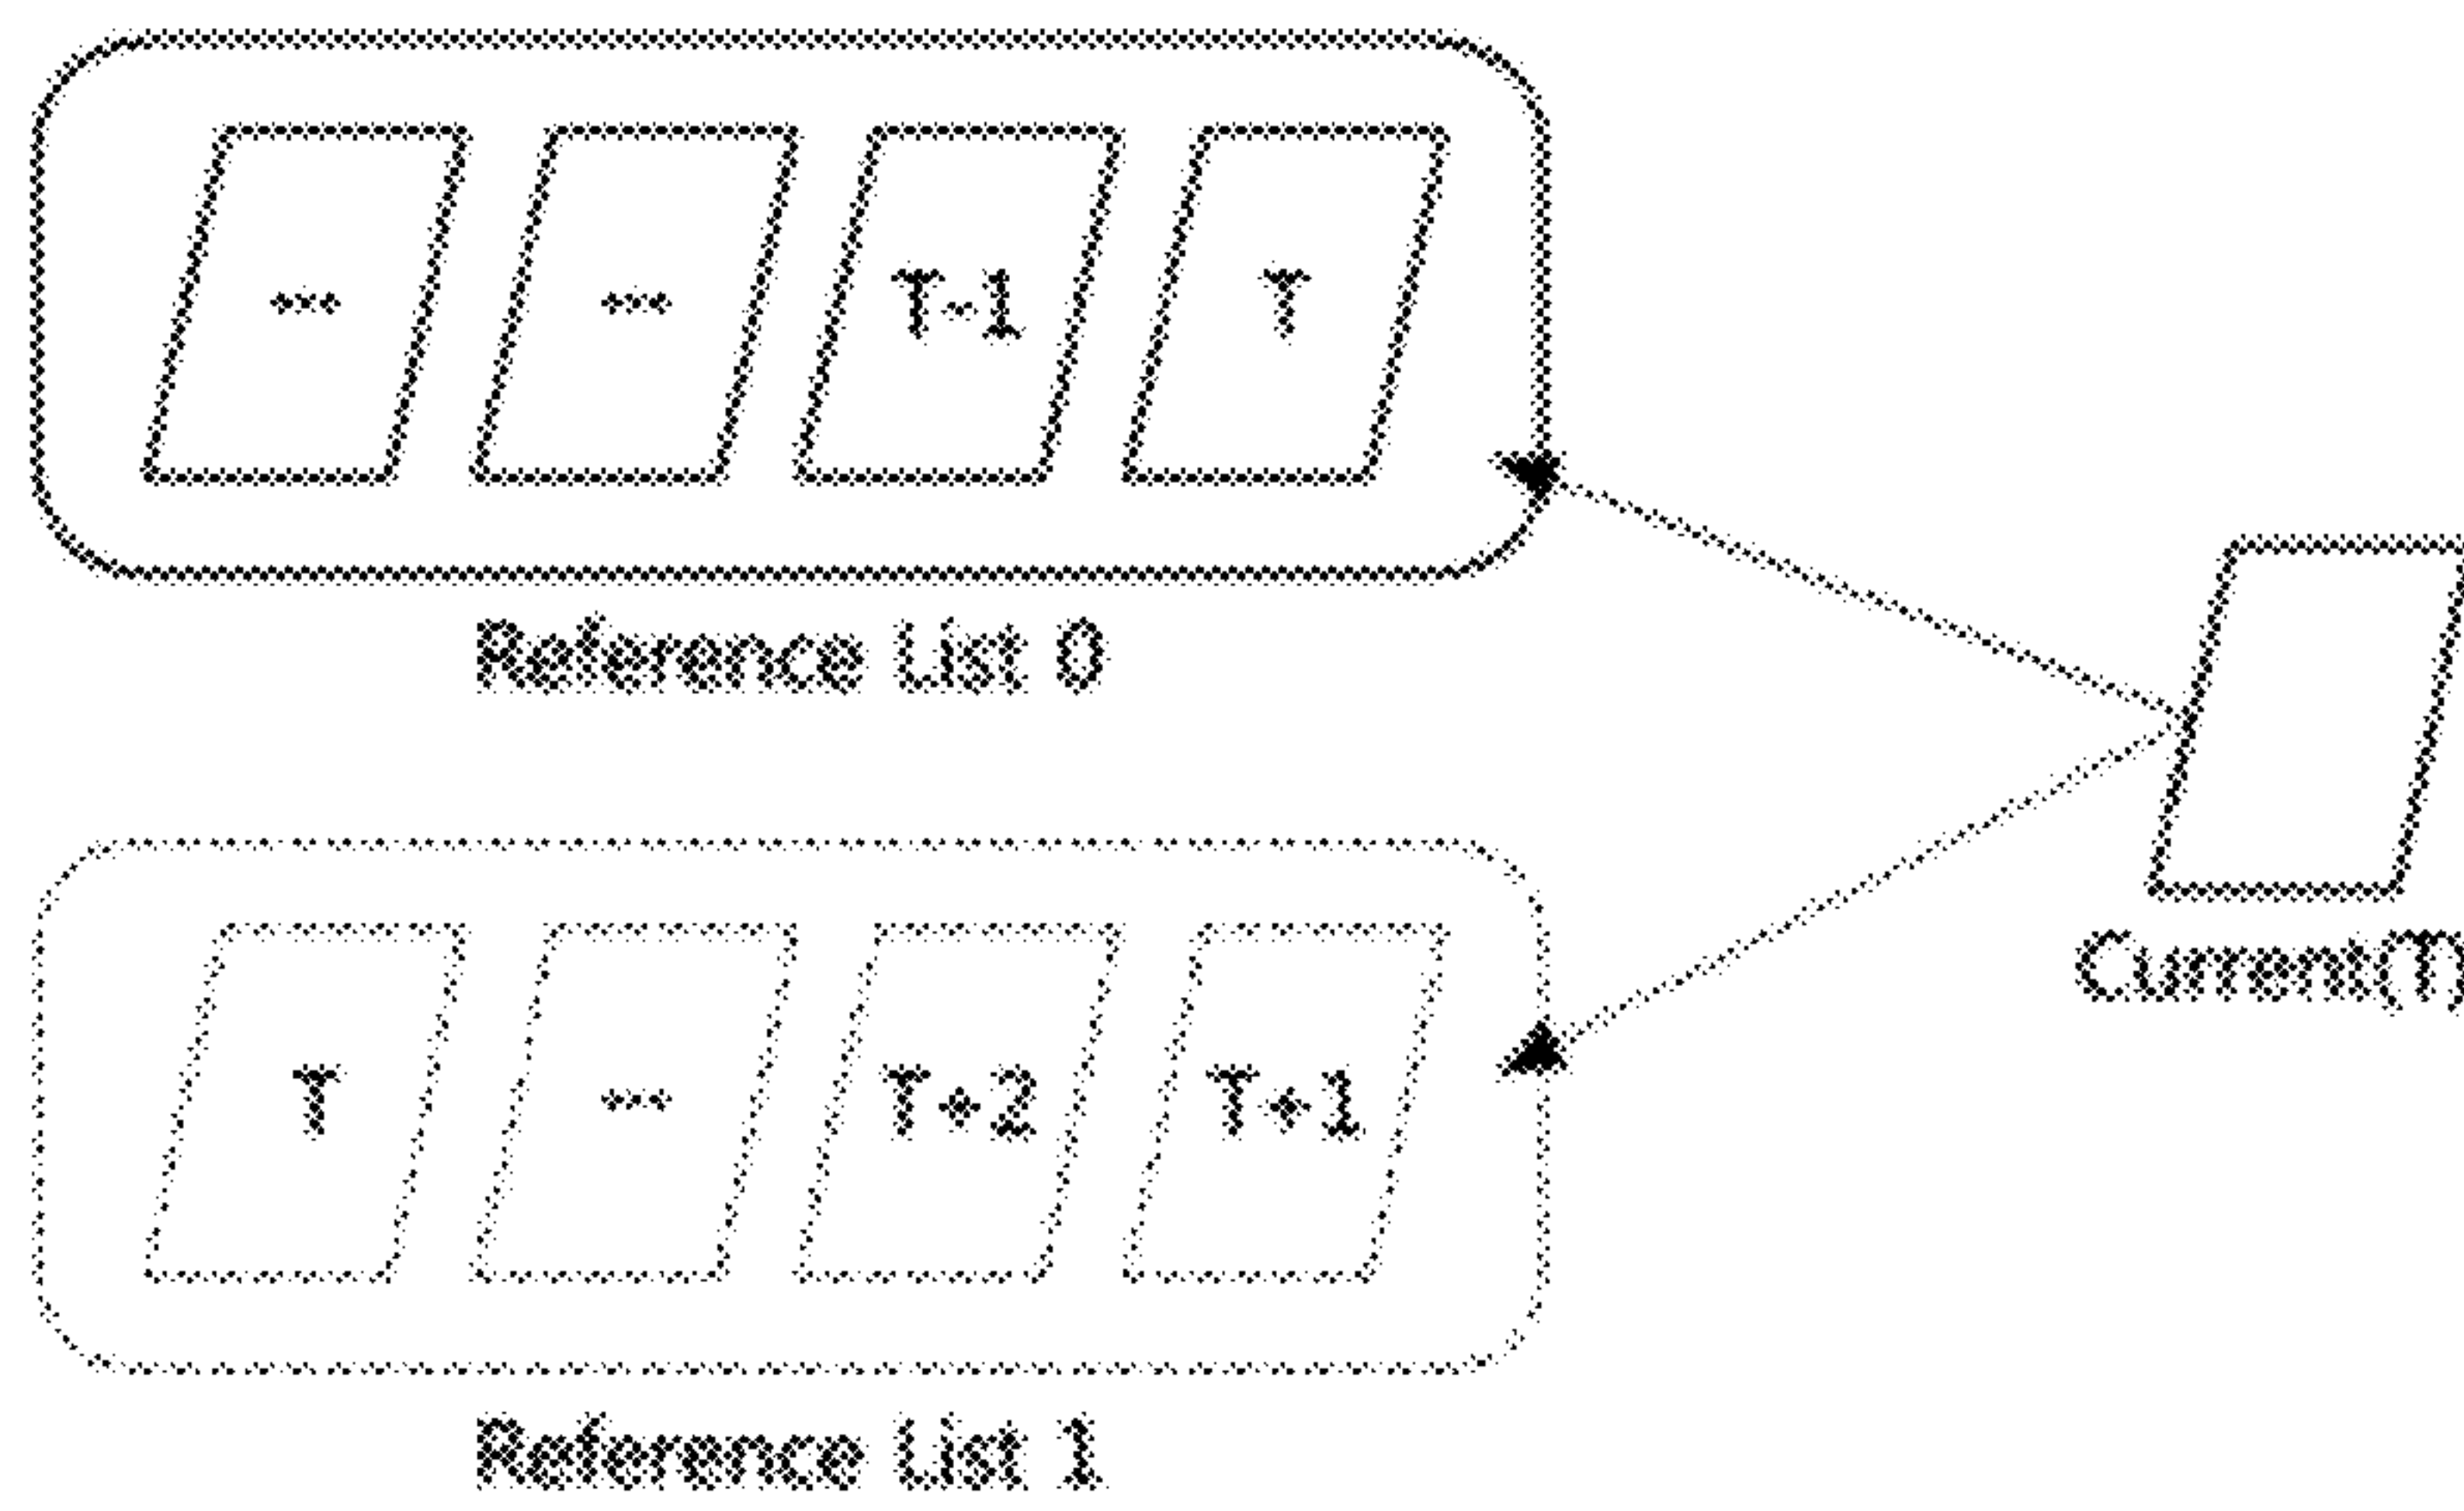 ... ... T-1 T
Reference List 0
Current(T)
T ... T+2 T+1
Reference List 1